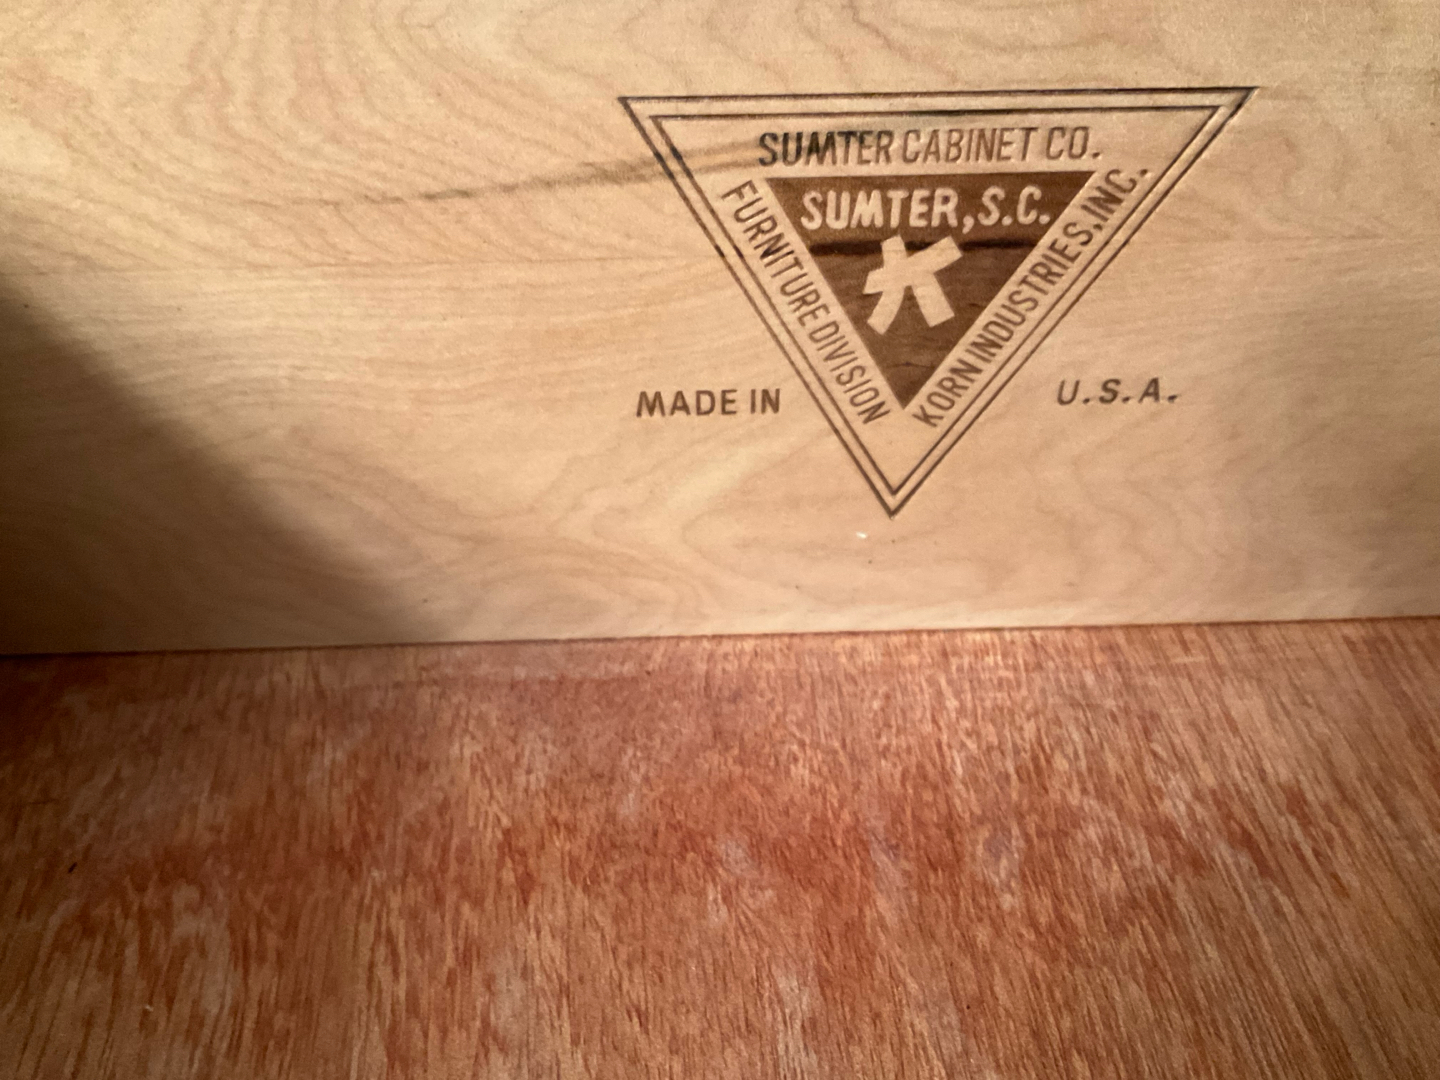 SUMTER CABINET CO.
SUMTER, S.C.
FURNITURE DIVISION
KORN INDUSTRIES, INC.
K
MADE IN
U.S.A.